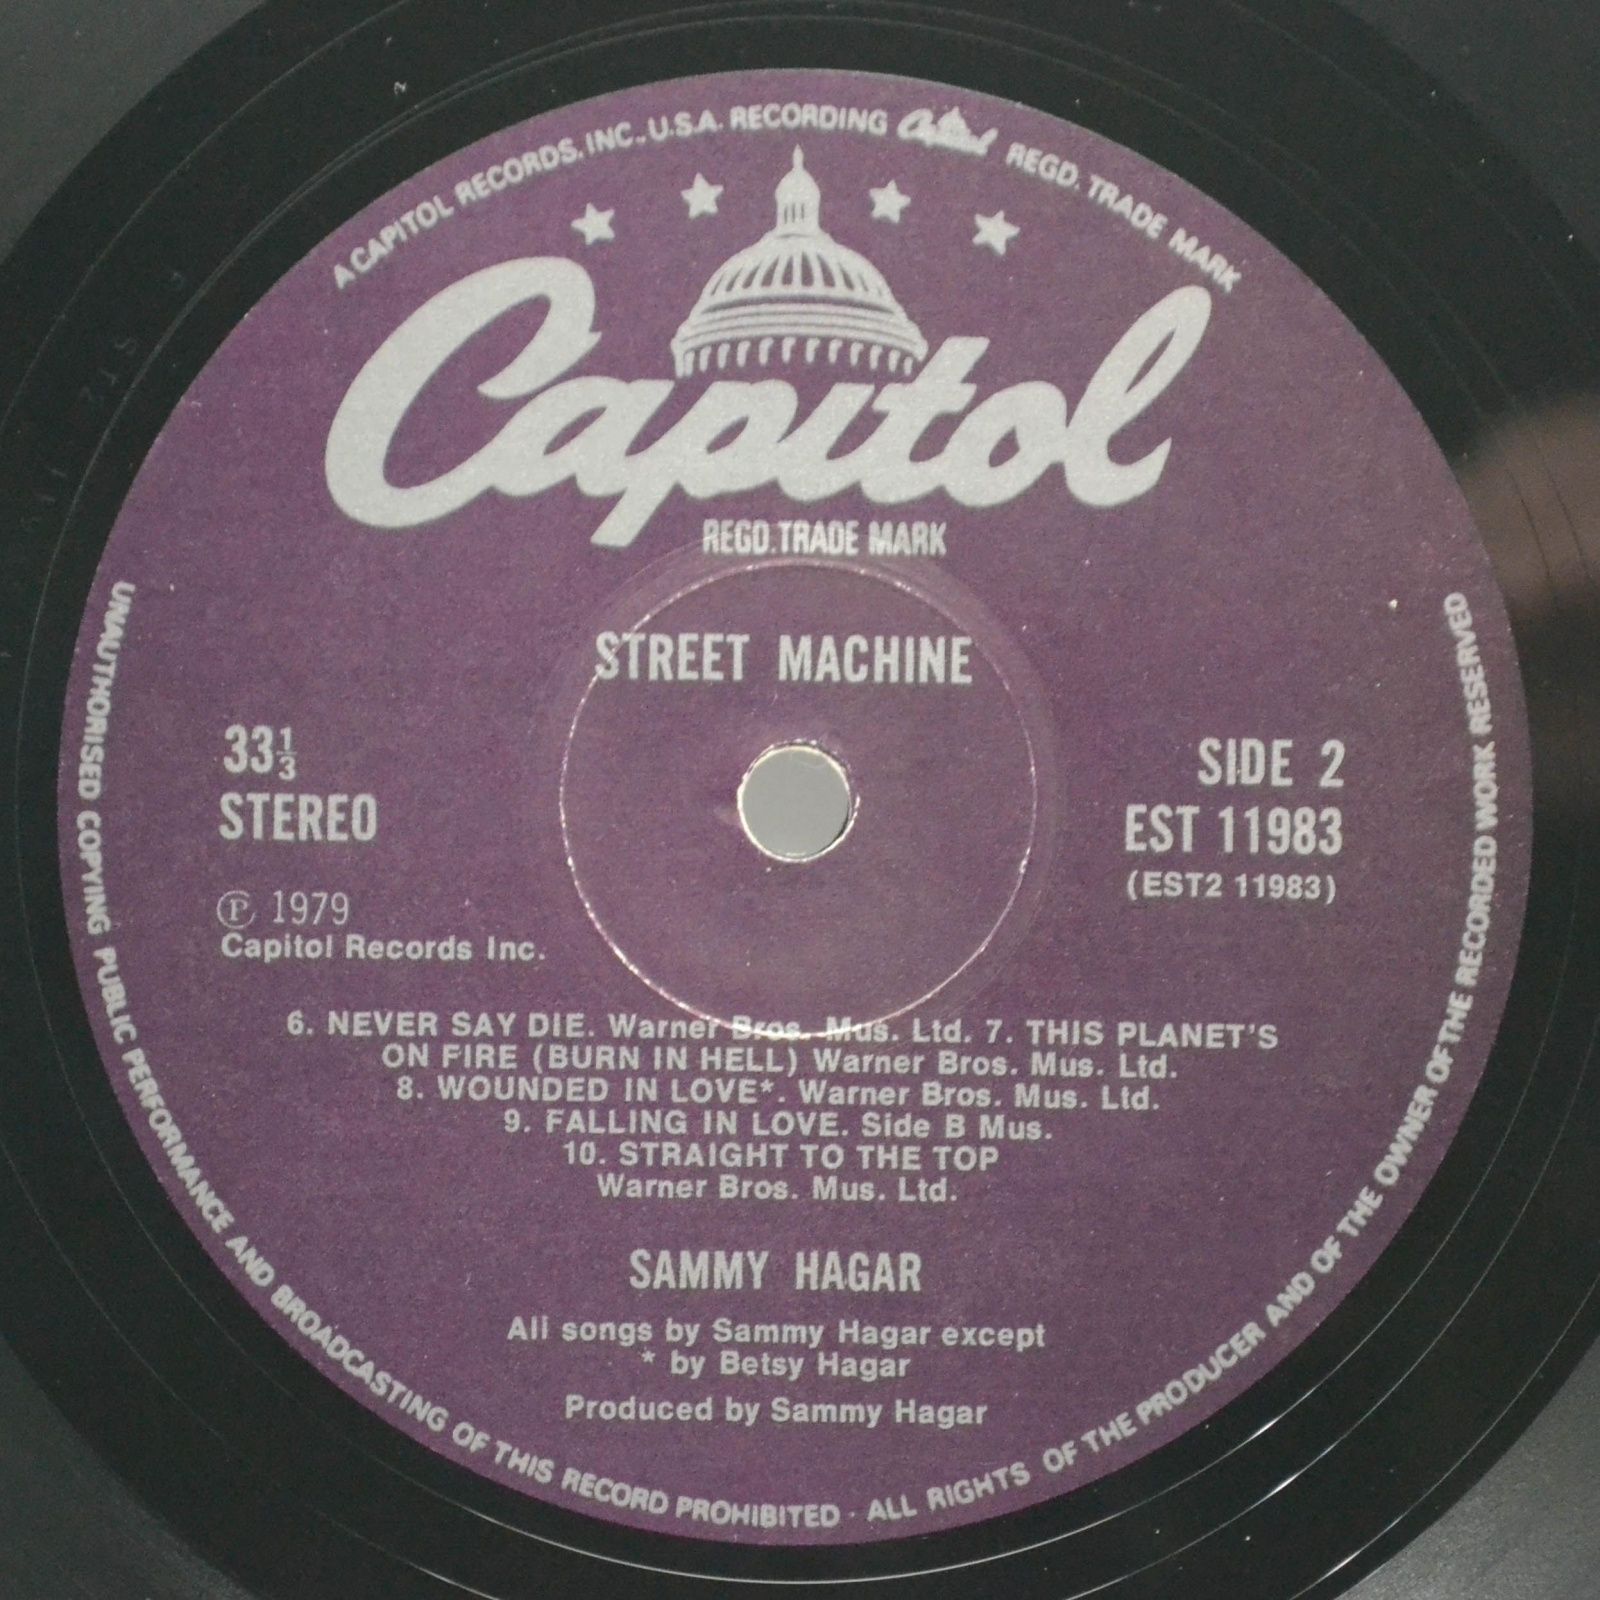 A CAPITOL RECORDS, INC., U.S.A. RECORDING Capitol REGD. TRADE MARK
Capitol
REGD. TRADE MARK
STREET MACHINE
33⅓
STEREO
SIDE 2
EST 11983
(EST2 11983)
Ⓟ 1979
Capitol Records Inc.
6. NEVER SAY DIE. Warner Bros. Mus. Ltd. 7. THIS PLANET'S
ON FIRE (BURN IN HELL) Warner Bros. Mus. Ltd.
8. WOUNDED IN LOVE*. Warner Bros. Mus. Ltd.
9. FALLING IN LOVE. Side B Mus.
10. STRAIGHT TO THE TOP
Warner Bros. Mus. Ltd.
SAMMY HAGAR
All songs by Sammy Hagar except
* by Betsy Hagar
Produced by Sammy Hagar
UNAUTHORISED COPYING PUBLIC PERFORMANCE AND BROADCASTING OF THIS RECORD PROHIBITED · ALL RIGHTS OF THE PRODUCER AND OF THE OWNER OF THE RECORDED WORK RESERVED